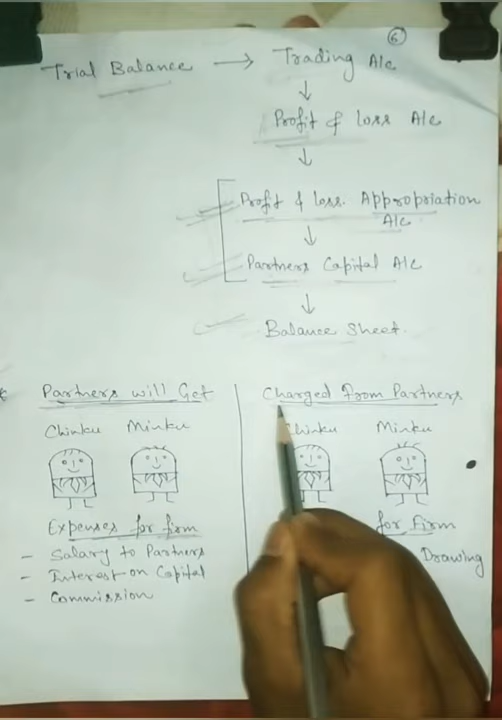 6
Trial Balance → Trading A/c
↓
Profit & loss A/c
↓
Profit & loss Appropriation
A/c
↓
Partners Capital A/c
↓
Balance Sheet.
Partners will Get
Chinku Minku
Expenses for firm
- Salary to Partners
- Interest on Capital
- Commission
Charged from Partners
Minku
for Firm
Drawing